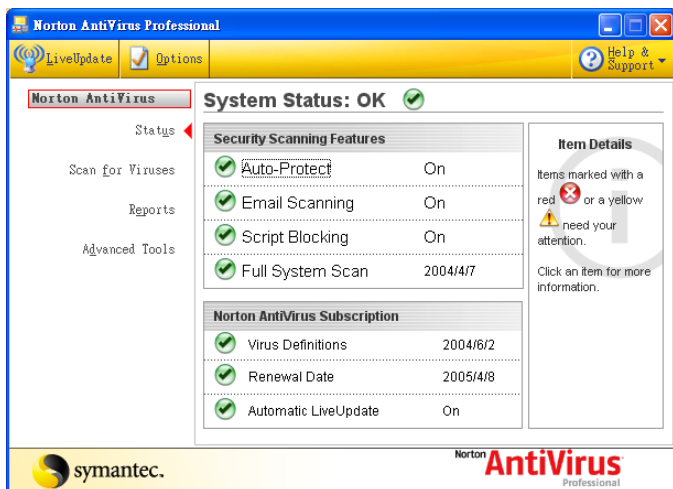 Norton AntiVirus Professional
LiveUpdate
Options
Help & Support
Norton AntiVirus
Status
Scan for Viruses
Reports
Advanced Tools
System Status: OK
Security Scanning Features
Auto-Protect On
Email Scanning On
Script Blocking On
Full System Scan 2004/4/7
Norton AntiVirus Subscription
Virus Definitions 2004/6/2
Renewal Date 2005/4/8
Automatic LiveUpdate On
Item Details
Items marked with a
red or a yellow
need your
attention.
Click an item for more
information.
symantec.
Norton AntiVirus
Professional